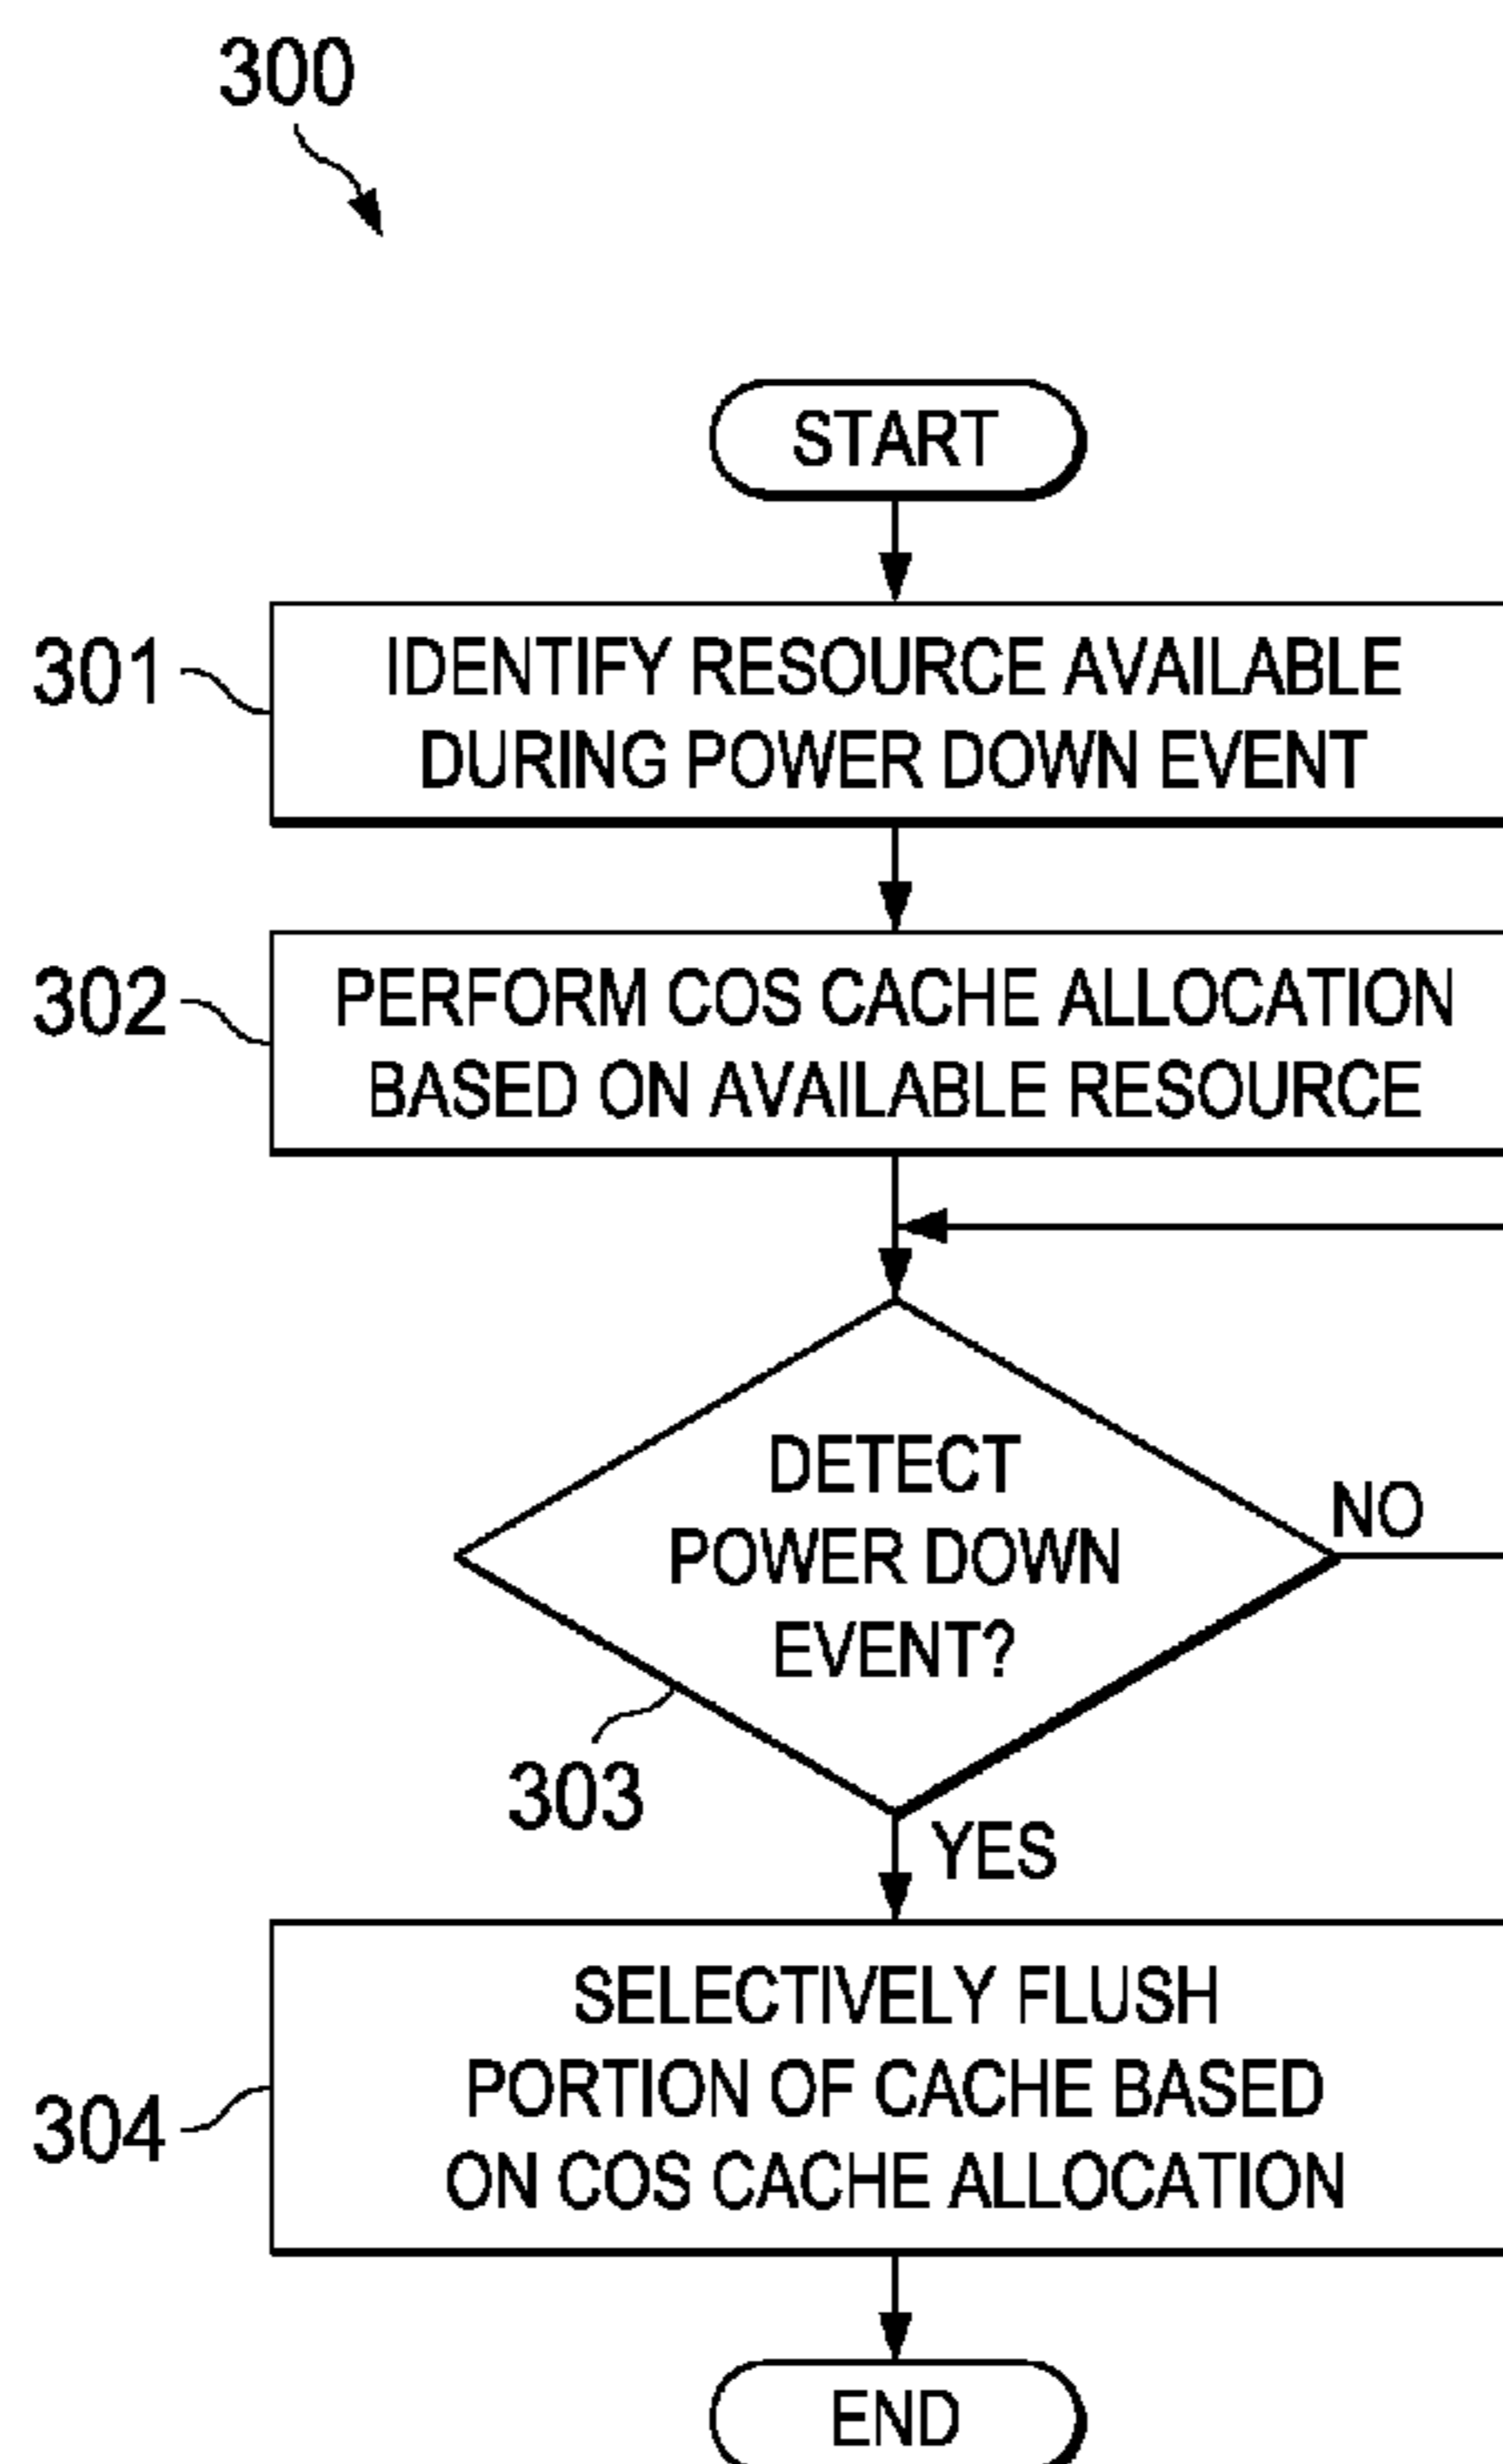 300
START
301
IDENTIFY RESOURCE AVAILABLE
DURING POWER DOWN EVENT
302
PERFORM COS CACHE ALLOCATION
BASED ON AVAILABLE RESOURCE
DETECT
POWER DOWN
EVENT?
NO
303
YES
304
SELECTIVELY FLUSH
PORTION OF CACHE BASED
ON COS CACHE ALLOCATION
END